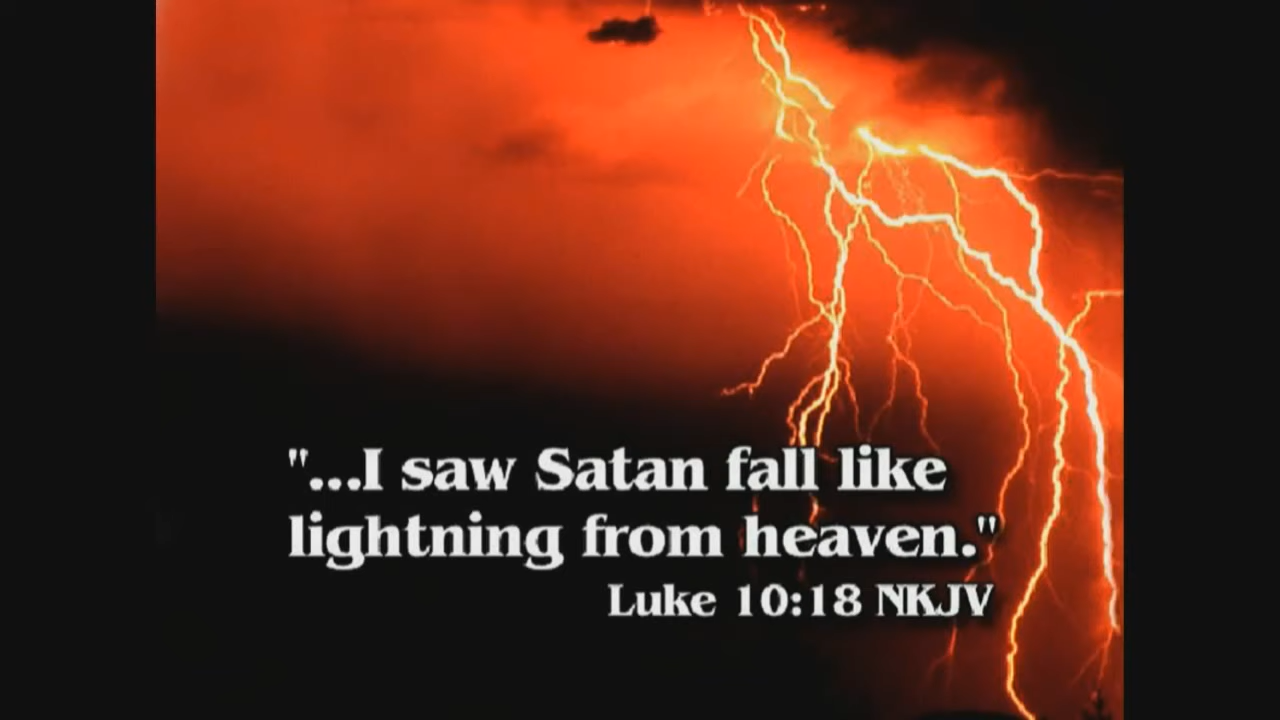 "...I saw Satan fall like
lightning from heaven."
Luke 10:18 NKJV